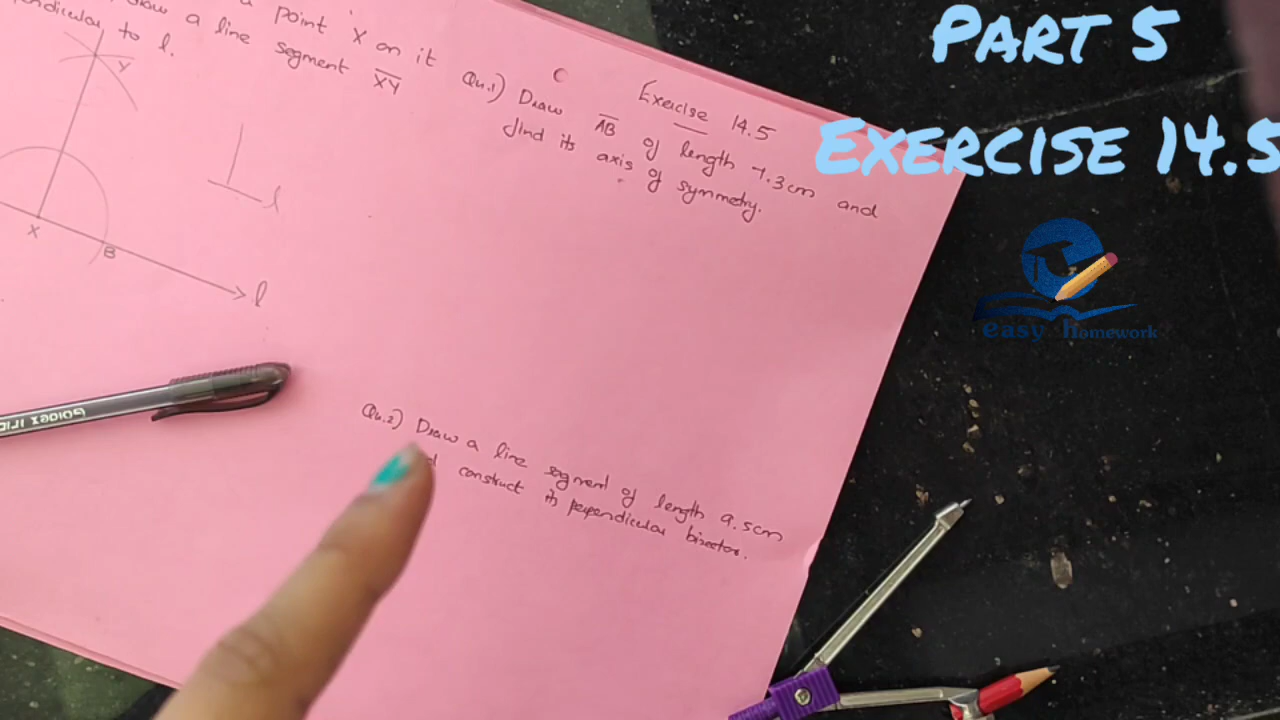 a point X on it
draw a line segment XY
perpendicular to l.
Y
X
B
l
l
Exercise 14.5
Qu.1) Draw AB of length 7.3cm and
find its axis of symmetry.
Qu.2) Draw a line segment of length 9.5cm
construct its perpendicular bisector.
PART 5
EXERCISE 14.5
easy homework